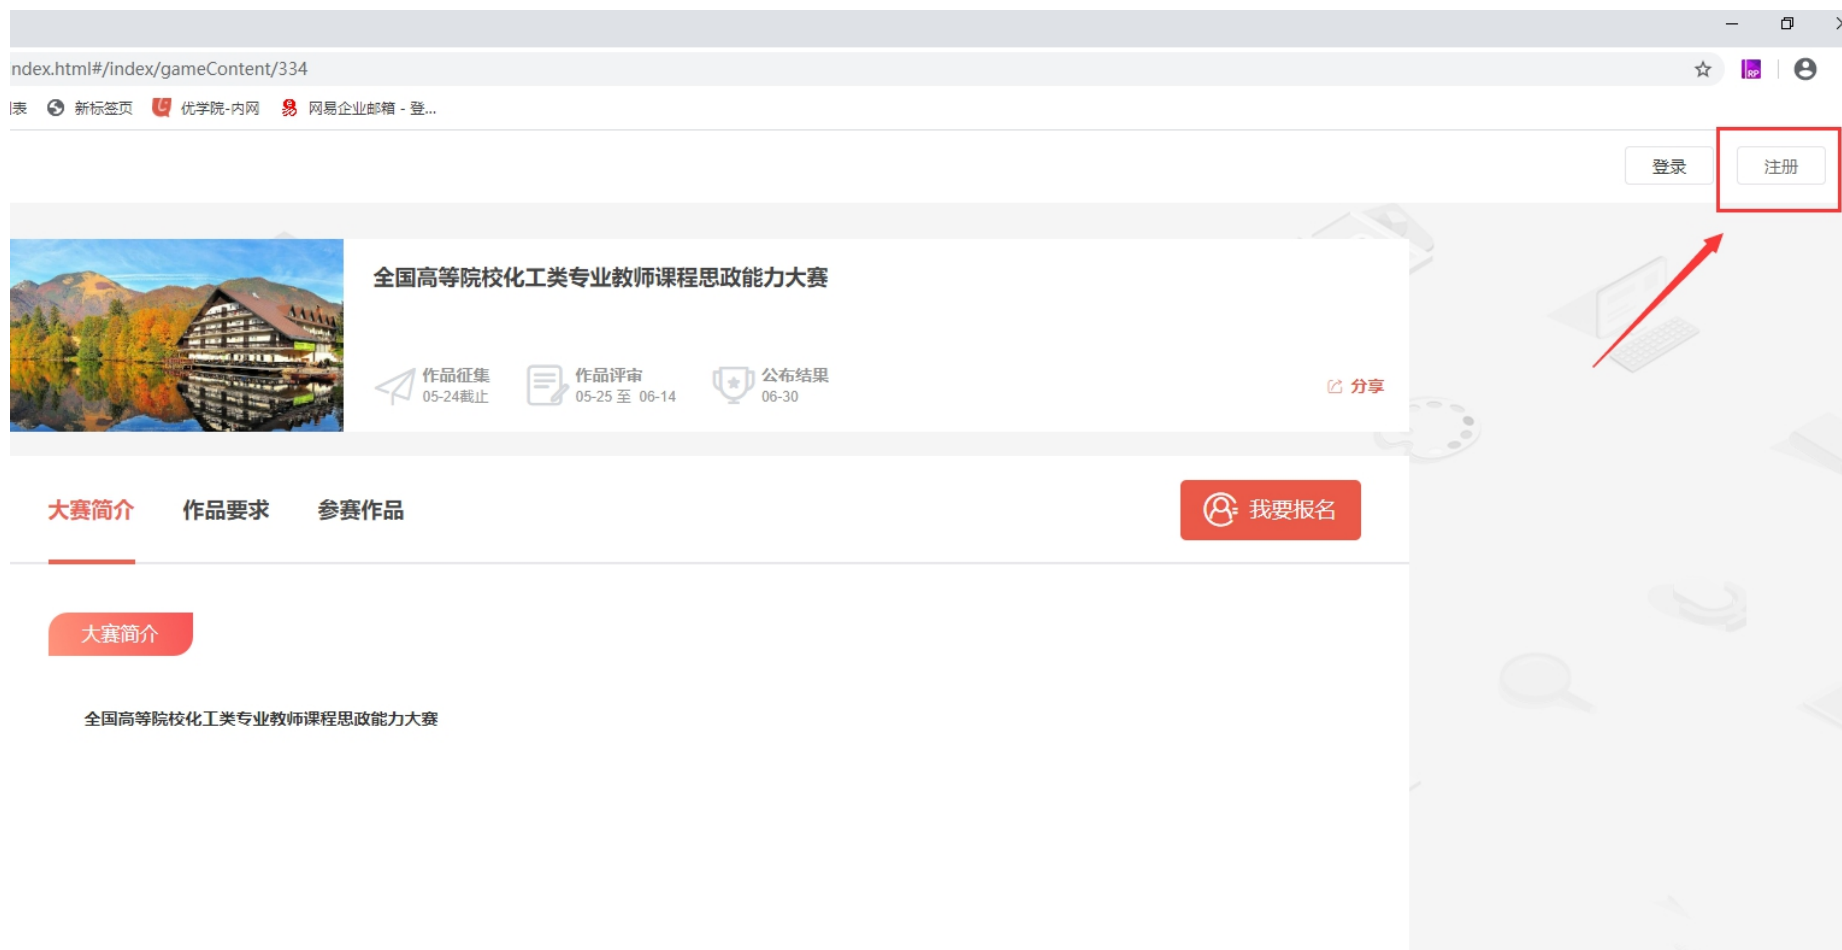 ndex.html#/index/gameContent/334
表 新标签页 优学院-内网 网易企业邮箱 - 登...
登录 注册
全国高等院校化工类专业教师课程思政能力大赛
作品征集 作品评审 公布结果
05-24截止 05-25 至 06-14 06-30
分享
大赛简介 作品要求 参赛作品 我要报名
大赛简介
全国高等院校化工类专业教师课程思政能力大赛